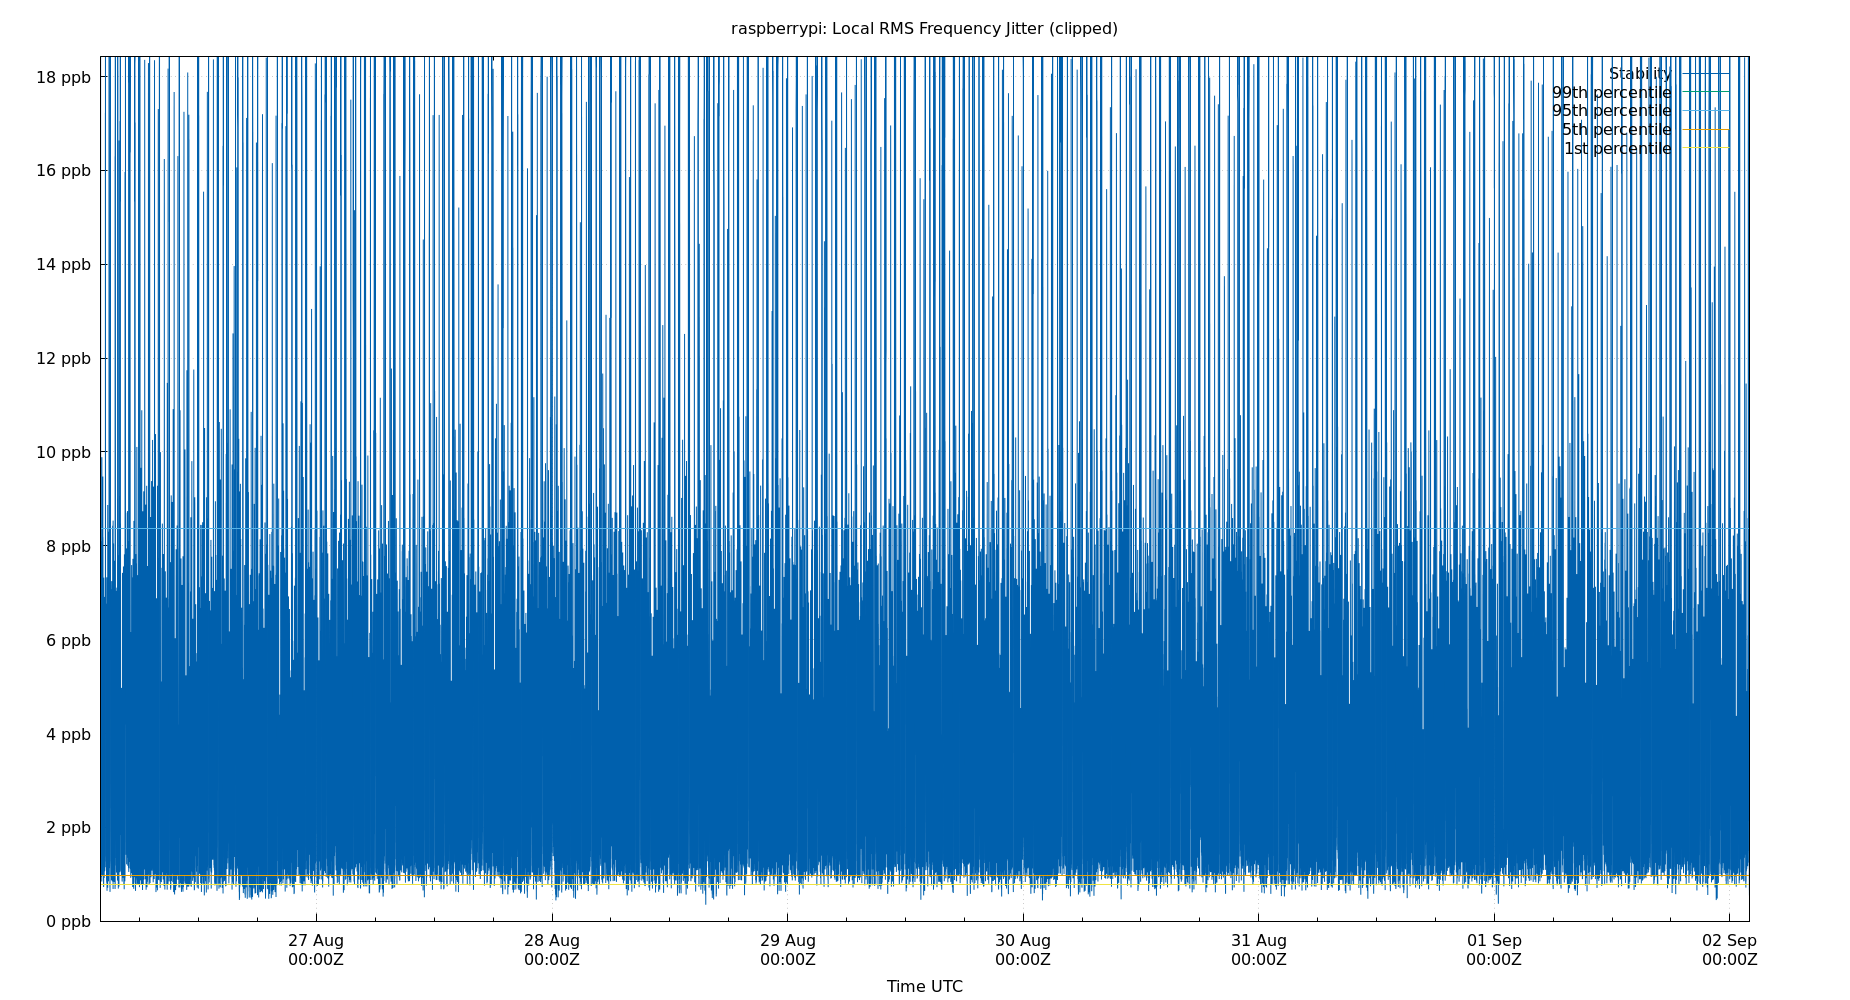 raspberrypi: Local RMS Frequency Jitter (clipped)
18 ppb
16 ppb
14 ppb
12 ppb
10 ppb
8 ppb
6 ppb
4 ppb
2 ppb
0 ppb
Stability
99th percentile
95th percentile
5th percentile
1st percentile
27 Aug
00:00Z
28 Aug
00:00Z
29 Aug
00:00Z
30 Aug
00:00Z
31 Aug
00:00Z
01 Sep
00:00Z
02 Sep
00:00Z
Time UTC